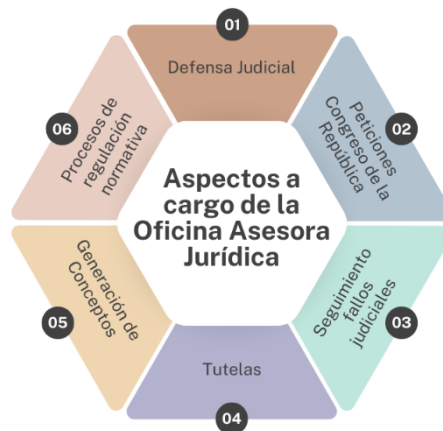 01
Defensa Judicial
02
Peticiones
Congreso de la
República
03
Seguimiento
fallos
judiciales
04
Tutelas
05
Generación de
Conceptos
06
Procesos de
regulación
normativa
Aspectos a
cargo de la
Oficina Asesora
Jurídica